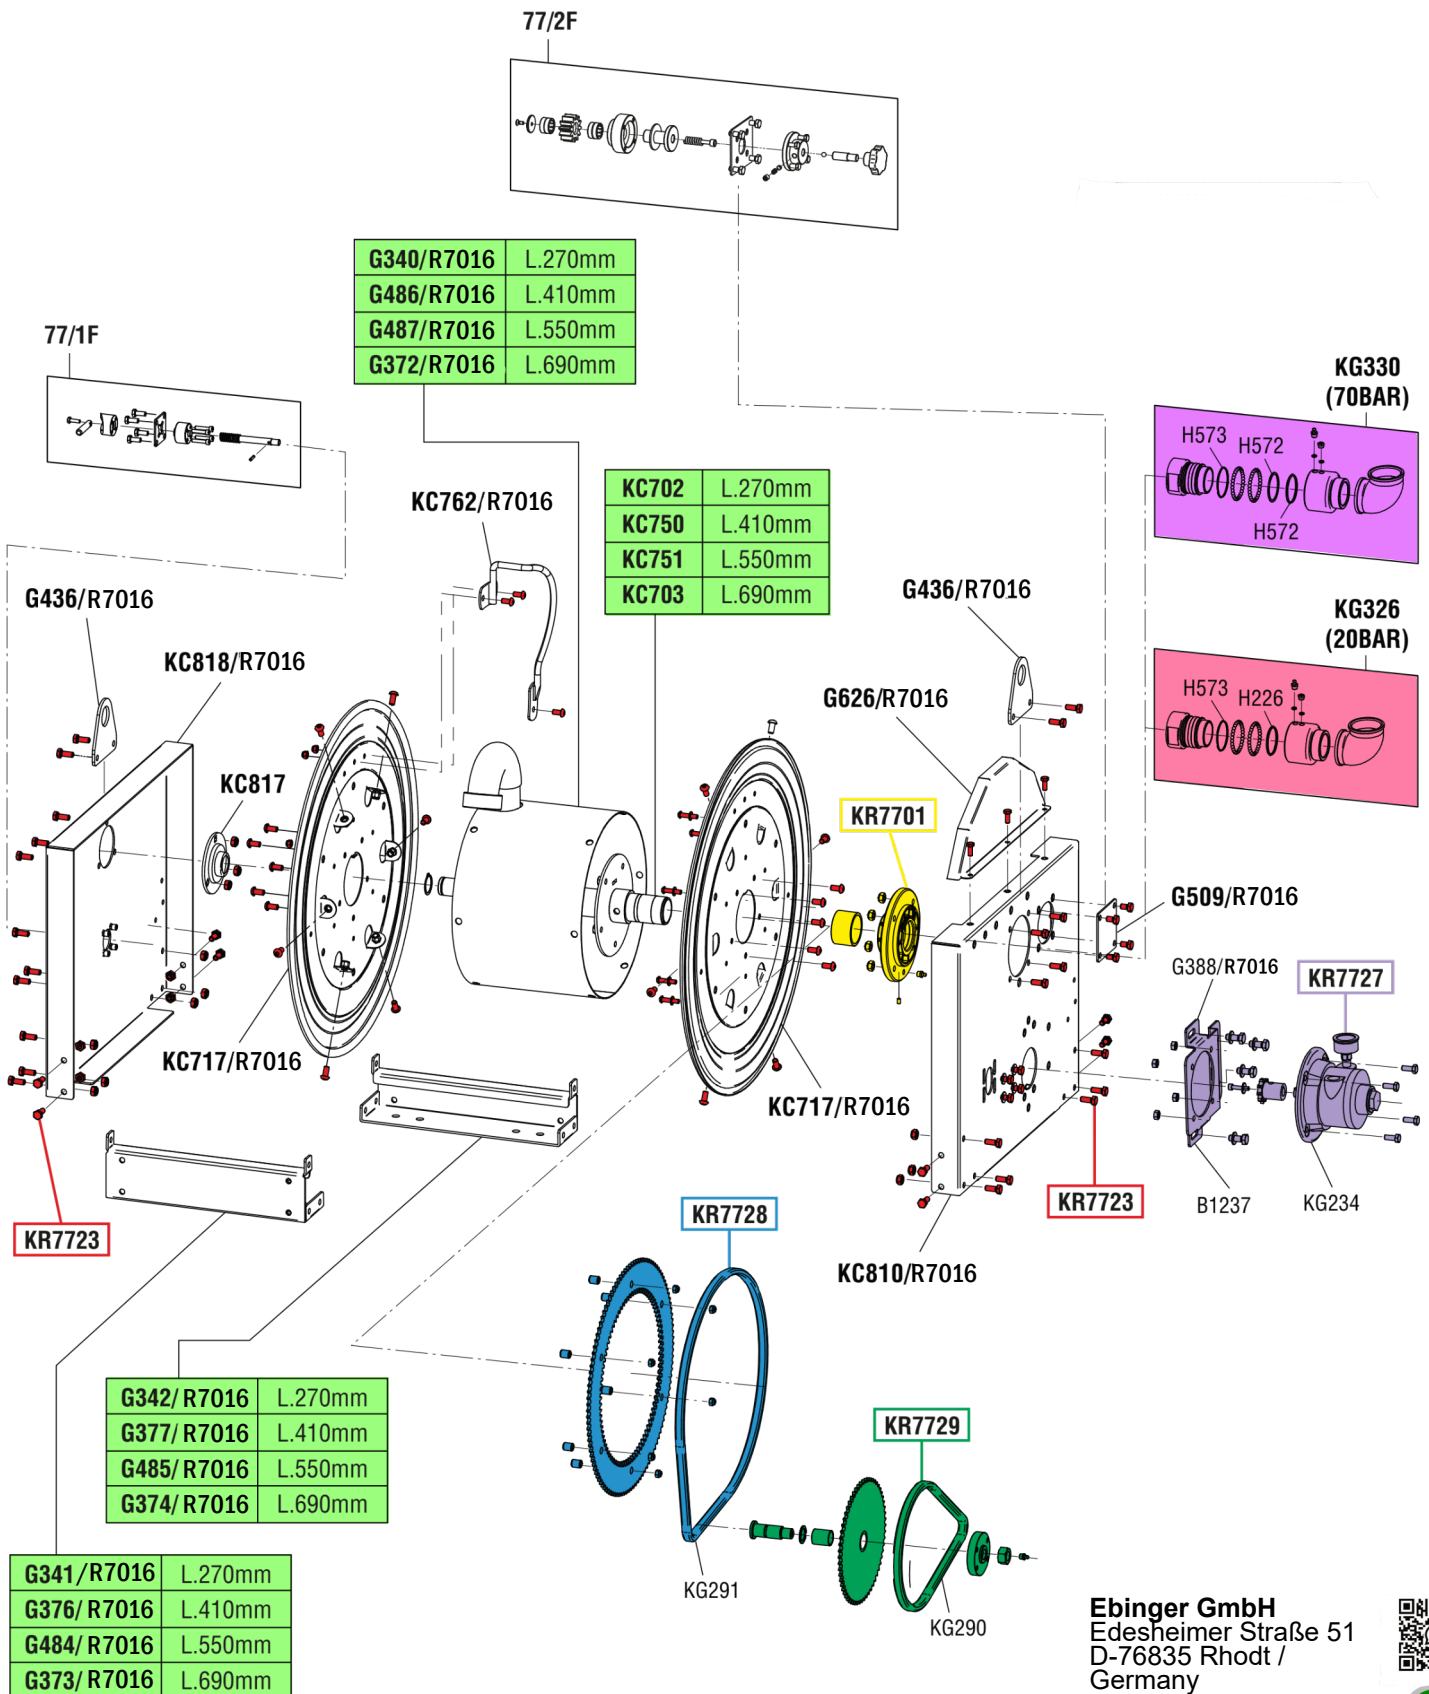 77/2F
G340/R7016 L.270mm
G486/R7016 L.410mm
G487/R7016 L.550mm
G372/R7016 L.690mm
77/1F
KG330
(70BAR)
H573
H572
H572
KC762/R7016
KC702 L.270mm
KC750 L.410mm
KC751 L.550mm
KC703 L.690mm
G436/R7016
G436/R7016
KG326
(20BAR)
H573
H226
KC818/R7016
G626/R7016
KC817
KR7701
G509/R7016
G388/R7016
KR7727
KC717/R7016
KC717/R7016
KR7723
KR7723
B1237
KG234
KR7728
KC810/R7016
G342/R7016 L.270mm
G377/R7016 L.410mm
G485/R7016 L.550mm
G374/R7016 L.690mm
KR7729
G341/R7016 L.270mm
G376/R7016 L.410mm
G484/R7016 L.550mm
G373/R7016 L.690mm
KG291
KG290
Ebinger GmbH
Edesheimer Straße 51
D-76835 Rhodt /
Germany